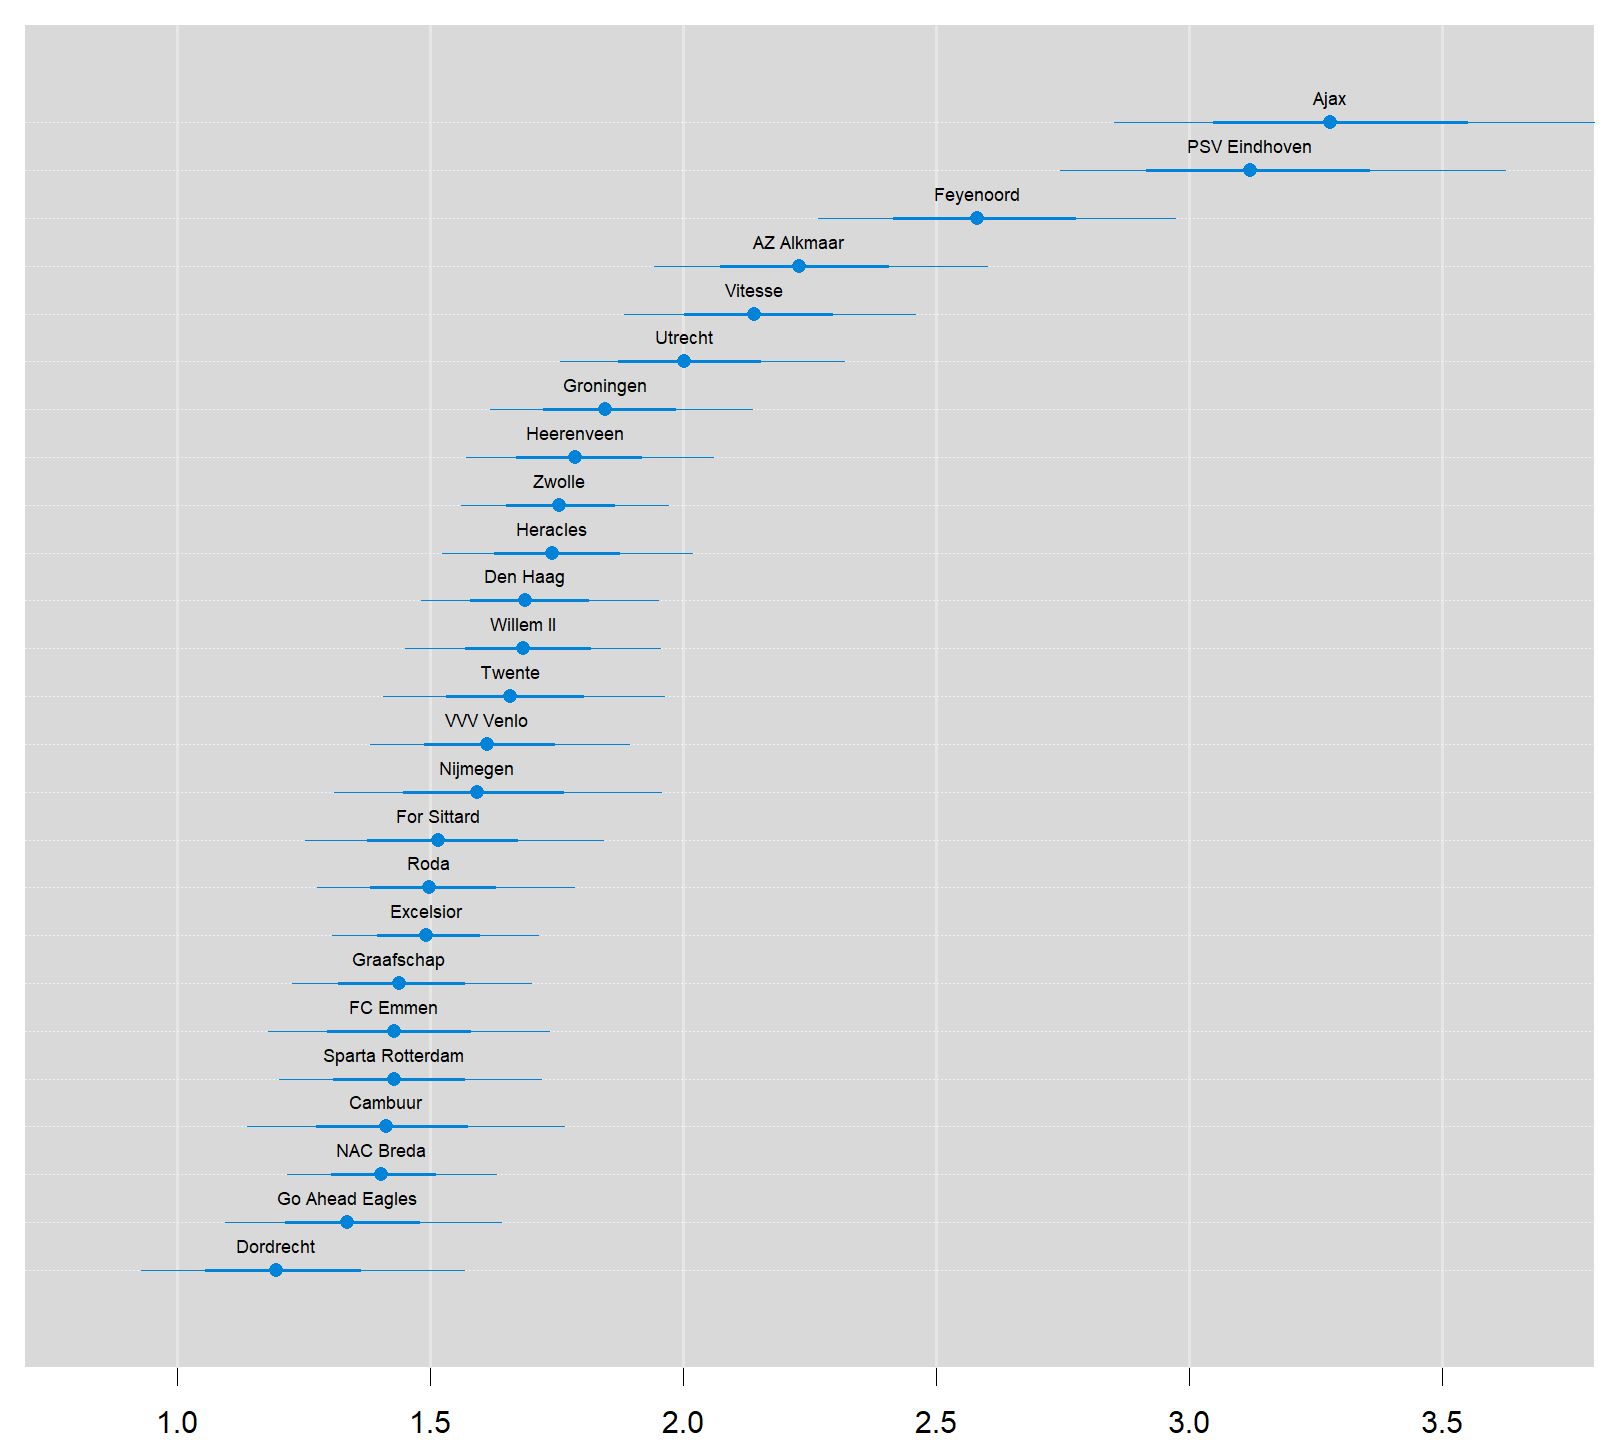 Ajax
PSV Eindhoven
Feyenoord
AZ Alkmaar
Vitesse
Utrecht
Groningen
Heerenveen
Zwolle
Heracles
Den Haag
Willem II
Twente
VVV Venlo
Nijmegen
For Sittard
Roda
Excelsior
Graafschap
FC Emmen
Sparta Rotterdam
Cambuur
NAC Breda
Go Ahead Eagles
Dordrecht
1.0 1.5 2.0 2.5 3.0 3.5